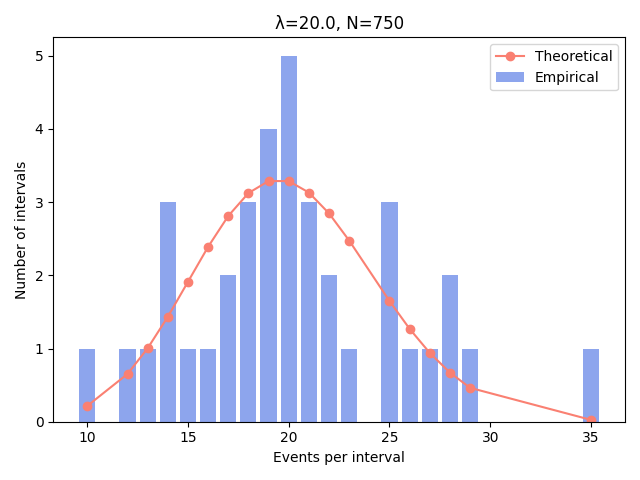 λ=20.0, N=750
Theoretical
Empirical
Number of intervals
5
4
3
2
1
0
10
15
20
25
30
35
Events per interval